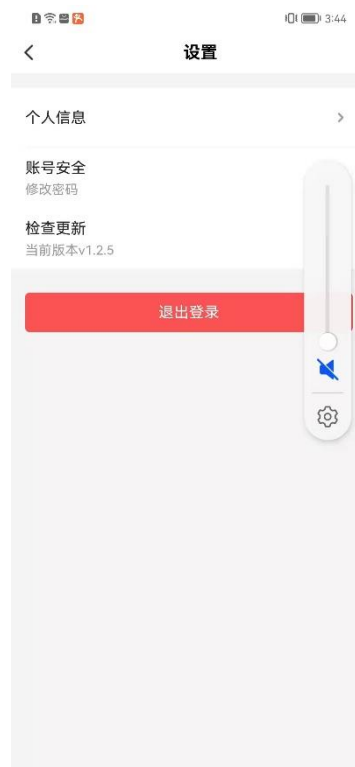 3:44
设置
个人信息
账号安全
修改密码
检查更新
当前版本v1.2.5
退出登录